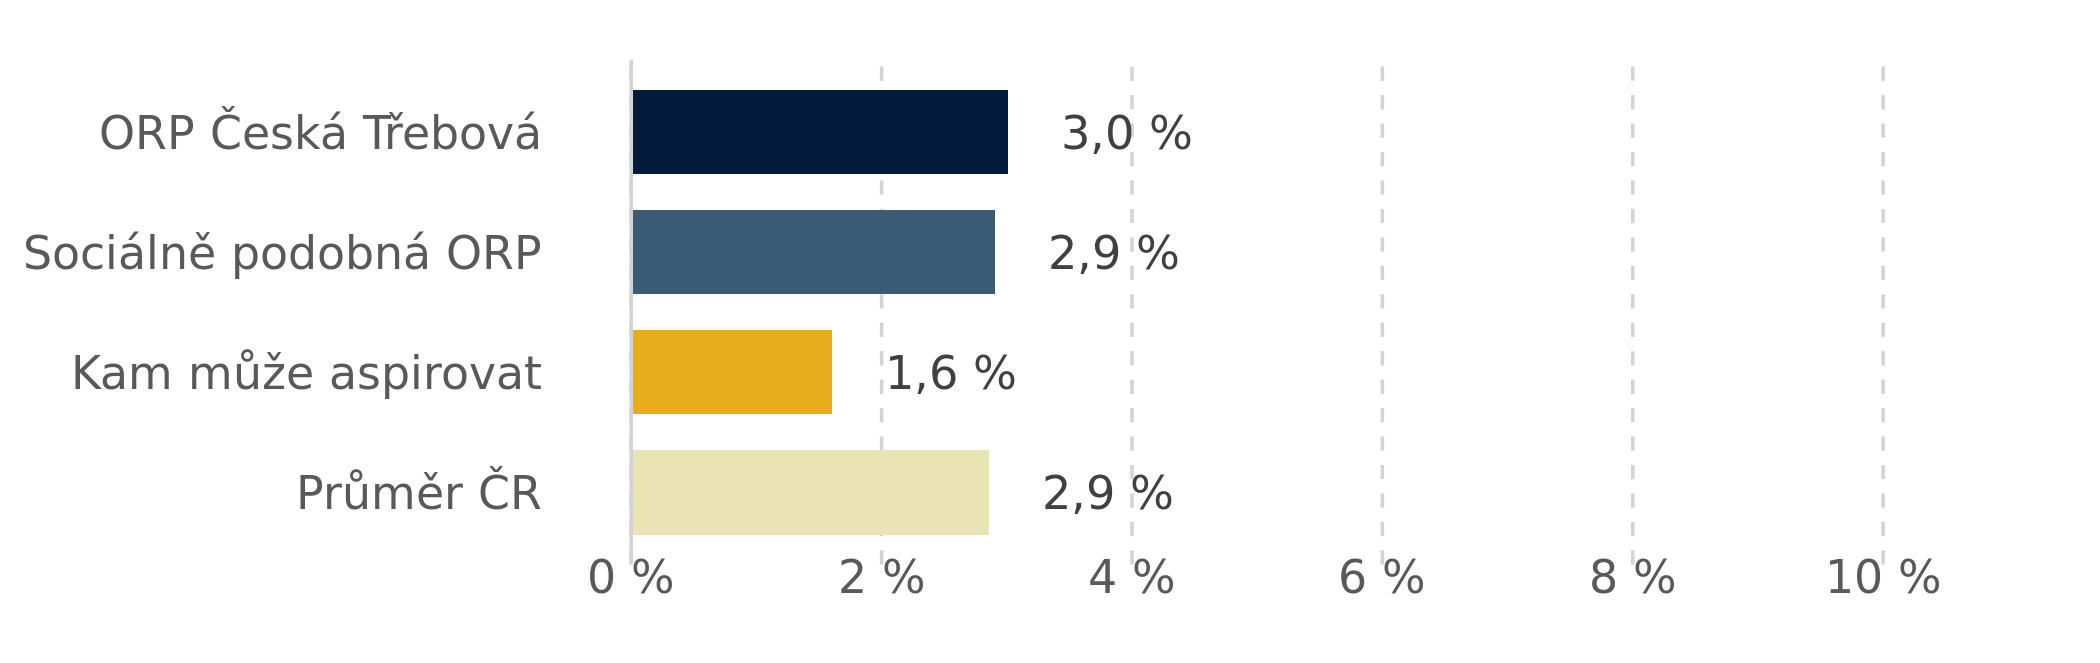 ORP Česká Třebová 3,0 %
Sociálně podobná ORP 2,9 %
Kam může aspirovat 1,6 %
Průměr ČR 2,9 %
0 % 2 % 4 % 6 % 8 % 10 %